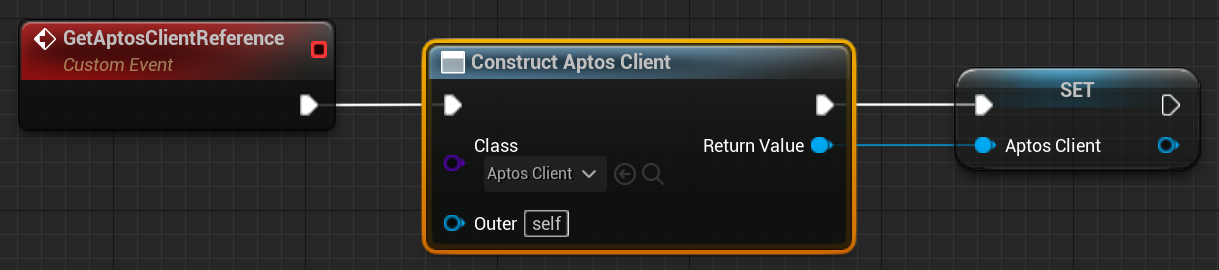 GetAptosClientReference
Custom Event
Construct Aptos Client
Class
Aptos Client
Outer self
Return Value
SET
Aptos Client